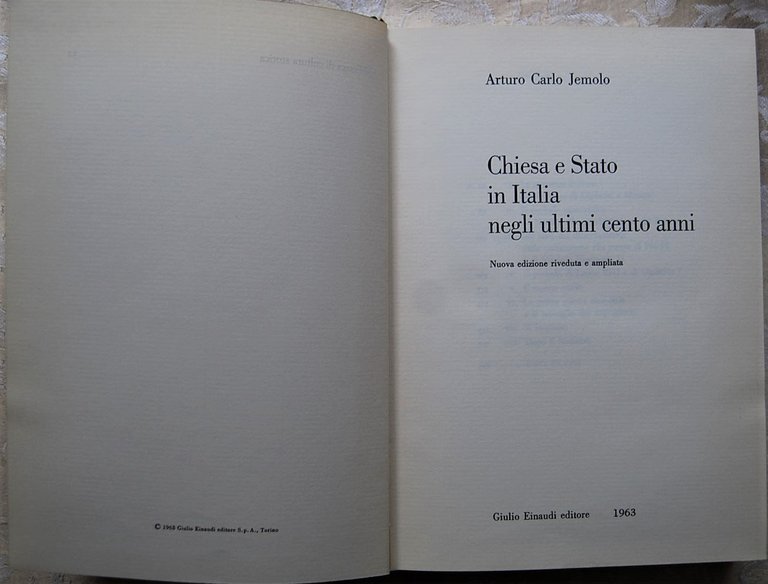 © 1963 Giulio Einaudi editore S.p.A., Torino
Arturo Carlo Jemolo
Chiesa e Stato
in Italia
negli ultimi cento anni
Nuova edizione riveduta e ampliata
Giulio Einaudi editore 1963